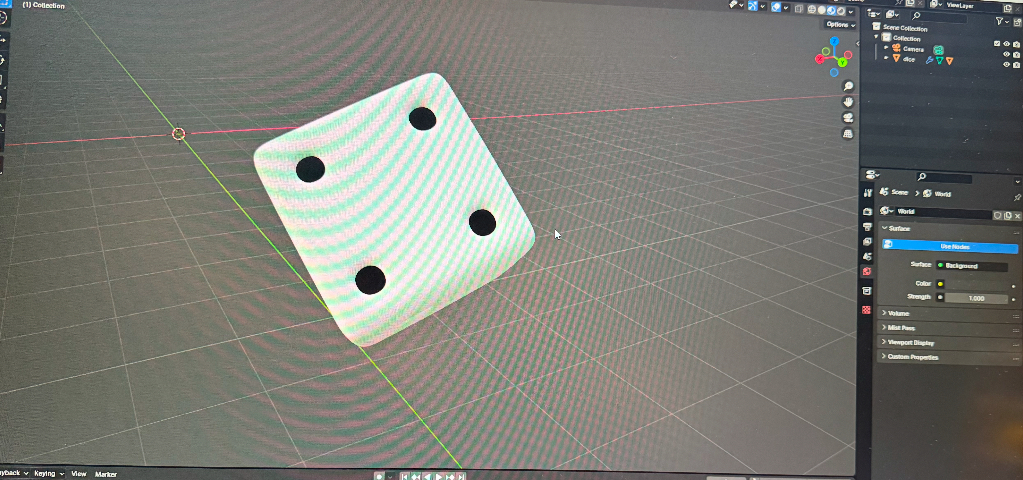 (1) Collection
ViewLayer
Options
Scene Collection
Collection
Camera
dice
X
Y
Z
Scene > World
World
Surface
Use Nodes
Surface Background
Color
Strength 1.000
Volume
Mist Pass
Viewport Display
Custom Properties
yback Keying View Marker